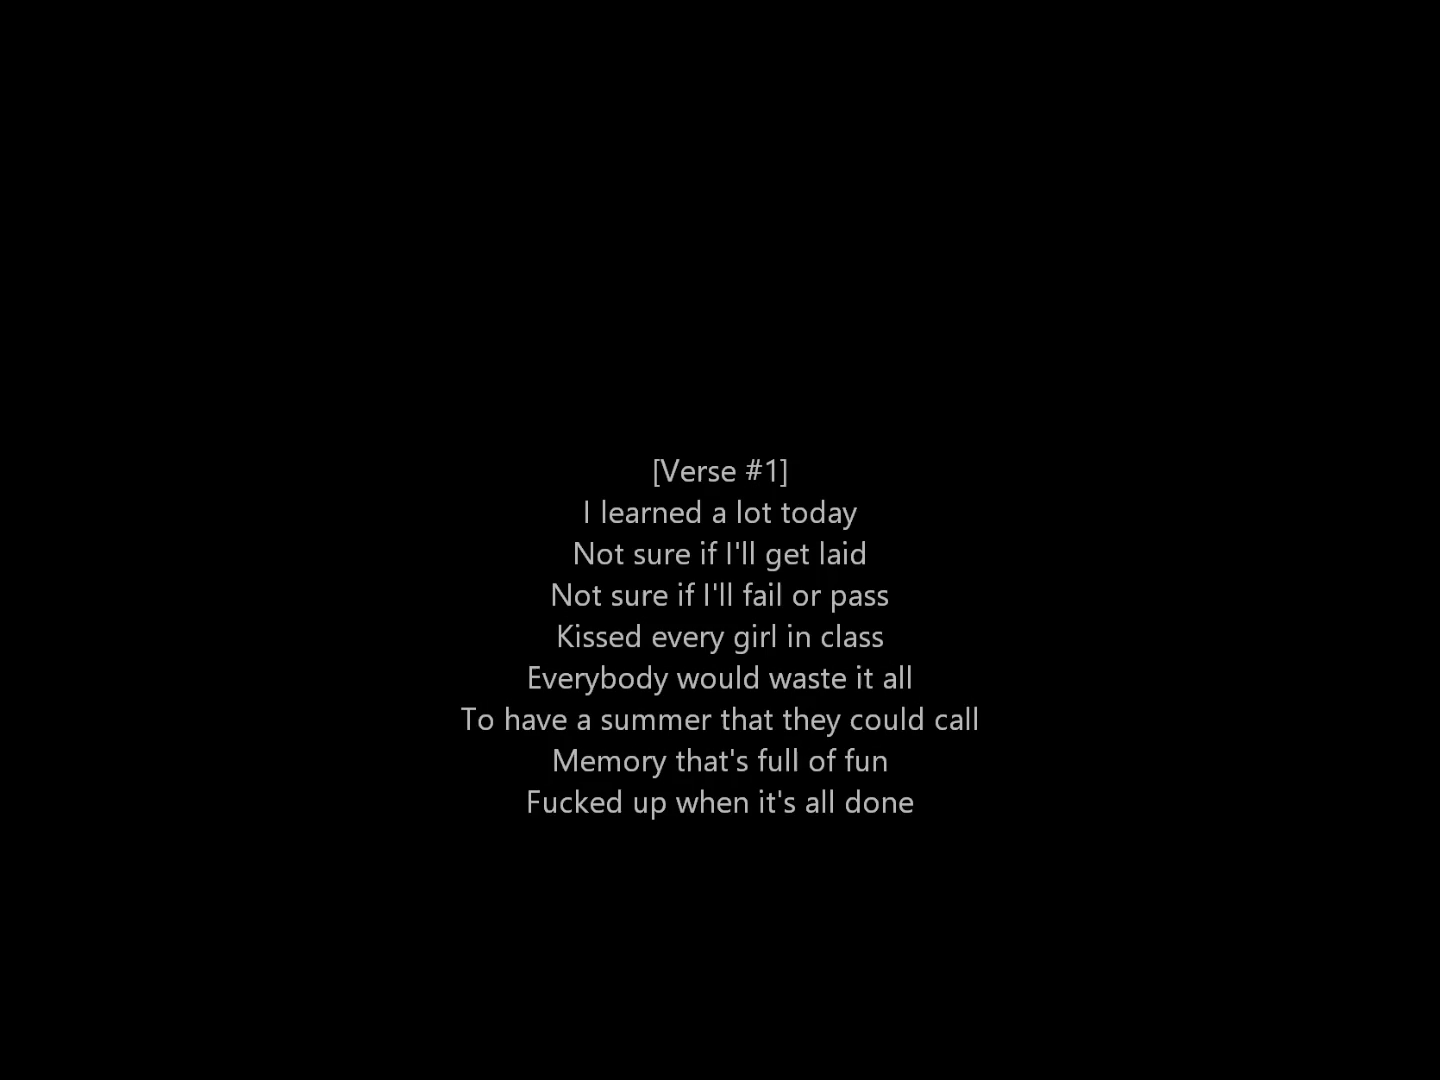 [Verse #1]
I learned a lot today
Not sure if I'll get laid
Not sure if I'll fail or pass
Kissed every girl in class
Everybody would waste it all
To have a summer that they could call
Memory that's full of fun
Fucked up when it's all done